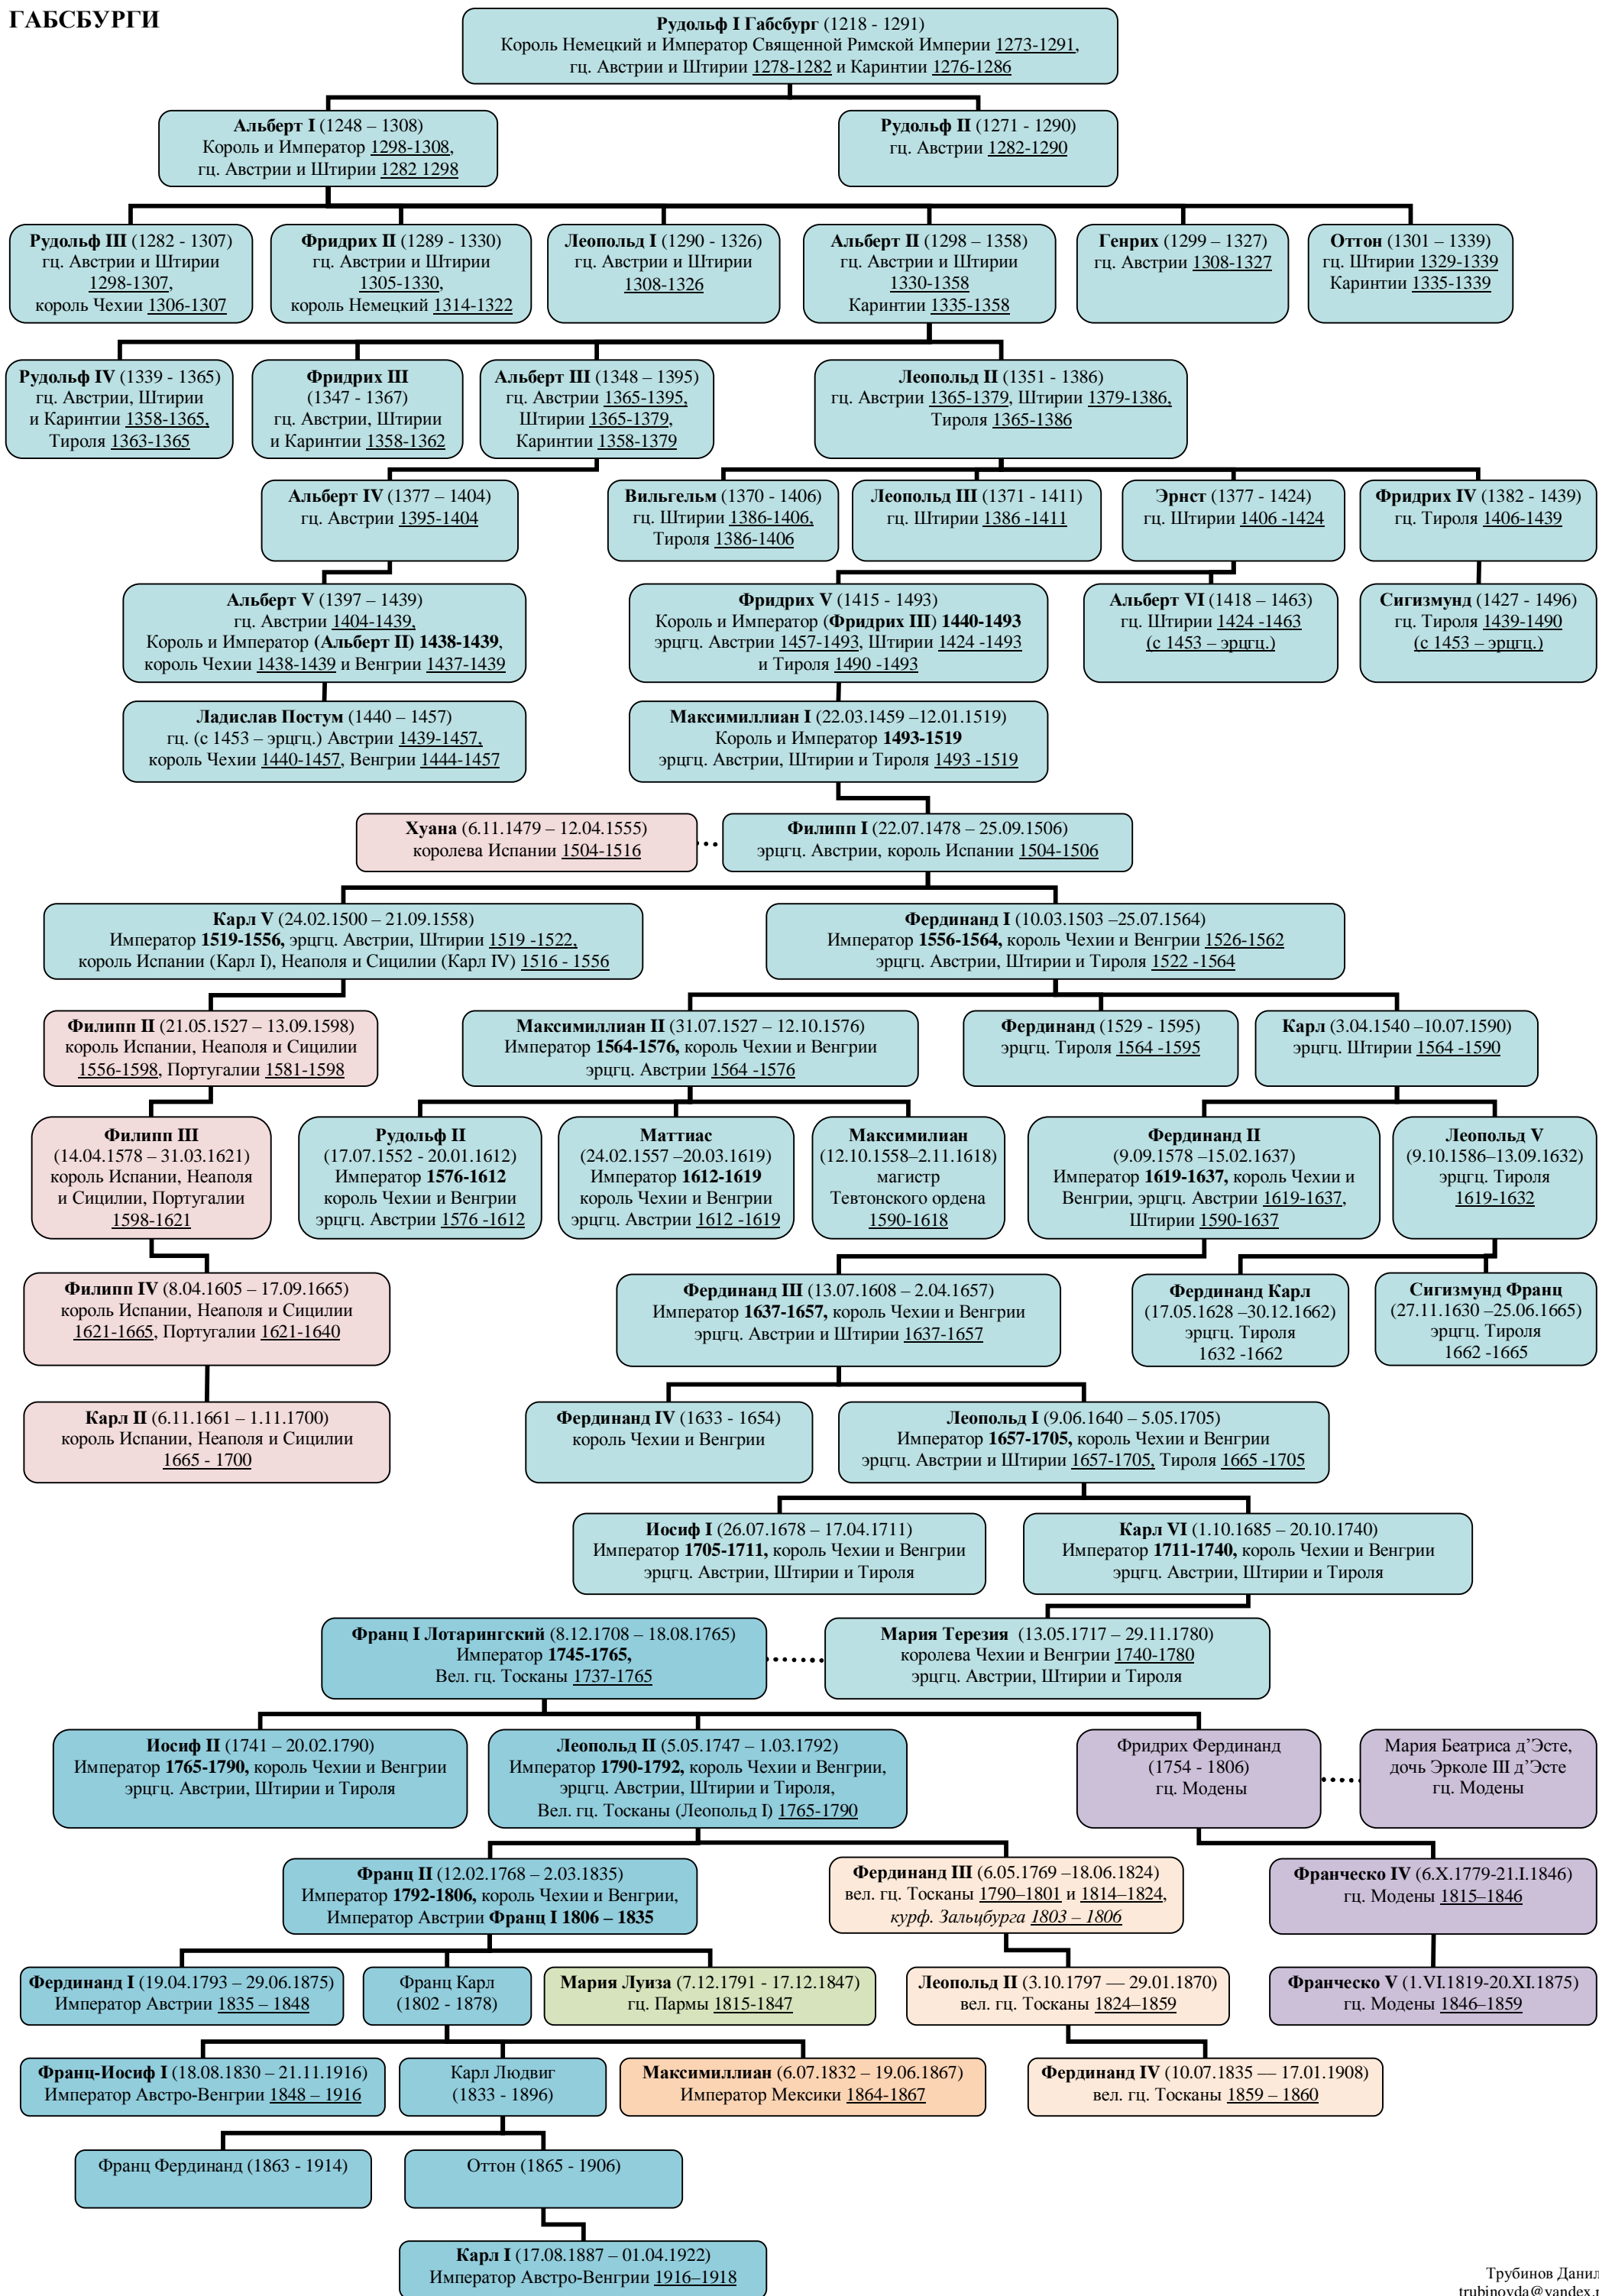 ГАБСБУРГИ
Рудольф I Габсбург (1218 - 1291)
Король Немецкий и Император Священной Римской Империи 1273-1291,
гц. Австрии и Штирии 1278-1282 и Каринтии 1276-1286
Альберт I (1248 – 1308)
Король и Император 1298-1308,
гц. Австрии и Штирии 1282 1298
Рудольф II (1271 - 1290)
гц. Австрии 1282-1290
Рудольф III (1282 - 1307)
гц. Австрии и Штирии
1298-1307,
король Чехии 1306-1307
Фридрих II (1289 - 1330)
гц. Австрии и Штирии
1305-1330,
король Немецкий 1314-1322
Леопольд I (1290 - 1326)
гц. Австрии и Штирии
1308-1326
Альберт II (1298 – 1358)
гц. Австрии и Штирии
1330-1358
Каринтии 1335-1358
Генрих (1299 – 1327)
гц. Австрии 1308-1327
Оттон (1301 – 1339)
гц. Штирии 1329-1339
Каринтии 1335-1339
Рудольф IV (1339 - 1365)
гц. Австрии, Штирии
и Каринтии 1358-1365,
Тироля 1363-1365
Фридрих III
(1347 - 1367)
гц. Австрии, Штирии
и Каринтии 1358-1362
Альберт III (1348 – 1395)
гц. Австрии 1365-1395,
Штирии 1365-1379,
Каринтии 1358-1379
Леопольд II (1351 - 1386)
гц. Австрии 1365-1379, Штирии 1379-1386,
Тироля 1365-1386
Альберт IV (1377 – 1404)
гц. Австрии 1395-1404
Вильгельм (1370 - 1406)
гц. Штирии 1386-1406,
Тироля 1386-1406
Леопольд III (1371 - 1411)
гц. Штирии 1386 -1411
Эрнст (1377 - 1424)
гц. Штирии 1406 -1424
Фридрих IV (1382 - 1439)
гц. Тироля 1406-1439
Альберт V (1397 – 1439)
гц. Австрии 1404-1439,
Король и Император (Альберт II) 1438-1439,
король Чехии 1438-1439 и Венгрии 1437-1439
Фридрих V (1415 - 1493)
Король и Император (Фридрих III) 1440-1493
эрцгц. Австрии 1457-1493, Штирии 1424 -1493
и Тироля 1490 -1493
Альберт VI (1418 – 1463)
гц. Штирии 1424 -1463
(с 1453 – эрцгц.)
Сигизмунд (1427 - 1496)
гц. Тироля 1439-1490
(с 1453 – эрцгц.)
Ладислав Постум (1440 – 1457)
гц. (с 1453 – эрцгц.) Австрии 1439-1457,
король Чехии 1440-1457, Венгрии 1444-1457
Максимиллиан I (22.03.1459 –12.01.1519)
Король и Император 1493-1519
эрцгц. Австрии, Штирии и Тироля 1493 -1519
Хуана (6.11.1479 – 12.04.1555)
королева Испании 1504-1516
Филипп I (22.07.1478 – 25.09.1506)
эрцгц. Австрии, король Испании 1504-1506
Карл V (24.02.1500 – 21.09.1558)
Император 1519-1556, эрцгц. Австрии, Штирии 1519 -1522,
король Испании (Карл I), Неаполя и Сицилии (Карл IV) 1516 - 1556
Фердинанд I (10.03.1503 –25.07.1564)
Император 1556-1564, король Чехии и Венгрии 1526-1562
эрцгц. Австрии, Штирии и Тироля 1522 -1564
Филипп II (21.05.1527 – 13.09.1598)
король Испании, Неаполя и Сицилии
1556-1598, Португалии 1581-1598
Максимиллиан II (31.07.1527 – 12.10.1576)
Император 1564-1576, король Чехии и Венгрии
эрцгц. Австрии 1564 -1576
Фердинанд (1529 - 1595)
эрцгц. Тироля 1564 -1595
Карл (3.04.1540 –10.07.1590)
эрцгц. Штирии 1564 -1590
Филипп III
(14.04.1578 – 31.03.1621)
король Испании, Неаполя
и Сицилии, Португалии
1598-1621
Рудольф II
(17.07.1552 - 20.01.1612)
Император 1576-1612
король Чехии и Венгрии
эрцгц. Австрии 1576 -1612
Маттиас
(24.02.1557 –20.03.1619)
Император 1612-1619
король Чехии и Венгрии
эрцгц. Австрии 1612 -1619
Максимилиан
(12.10.1558–2.11.1618)
магистр
Тевтонского ордена
1590-1618
Фердинанд II
(9.09.1578 –15.02.1637)
Император 1619-1637, король Чехии и
Венгрии, эрцгц. Австрии 1619-1637,
Штирии 1590-1637
Леопольд V
(9.10.1586–13.09.1632)
эрцгц. Тироля
1619-1632
Филипп IV (8.04.1605 – 17.09.1665)
король Испании, Неаполя и Сицилии
1621-1665, Португалии 1621-1640
Фердинанд III (13.07.1608 – 2.04.1657)
Император 1637-1657, король Чехии и Венгрии
эрцгц. Австрии и Штирии 1637-1657
Фердинанд Карл
(17.05.1628 –30.12.1662)
эрцгц. Тироля
1632 -1662
Сигизмунд Франц
(27.11.1630 –25.06.1665)
эрцгц. Тироля
1662 -1665
Карл II (6.11.1661 – 1.11.1700)
король Испании, Неаполя и Сицилии
1665 - 1700
Фердинанд IV (1633 - 1654)
король Чехии и Венгрии
Леопольд I (9.06.1640 – 5.05.1705)
Император 1657-1705, король Чехии и Венгрии
эрцгц. Австрии и Штирии 1657-1705, Тироля 1665 -1705
Иосиф I (26.07.1678 – 17.04.1711)
Император 1705-1711, король Чехии и Венгрии
эрцгц. Австрии, Штирии и Тироля
Карл VI (1.10.1685 – 20.10.1740)
Император 1711-1740, король Чехии и Венгрии
эрцгц. Австрии, Штирии и Тироля
Франц I Лотарингский (8.12.1708 – 18.08.1765)
Император 1745-1765,
Вел. гц. Тосканы 1737-1765
Мария Терезия (13.05.1717 – 29.11.1780)
королева Чехии и Венгрии 1740-1780
эрцгц. Австрии, Штирии и Тироля
Иосиф II (1741 – 20.02.1790)
Император 1765-1790, король Чехии и Венгрии
эрцгц. Австрии, Штирии и Тироля
Леопольд II (5.05.1747 – 1.03.1792)
Император 1790-1792, король Чехии и Венгрии,
эрцгц. Австрии, Штирии и Тироля,
Вел. гц. Тосканы (Леопольд I) 1765-1790
Фридрих Фердинанд
(1754 - 1806)
гц. Модены
Мария Беатриса д’Эсте,
дочь Эрколе III д’Эсте
гц. Модены
Франц II (12.02.1768 – 2.03.1835)
Император 1792-1806, король Чехии и Венгрии,
Император Австрии Франц I 1806 – 1835
Фердинанд III (6.05.1769 –18.06.1824)
вел. гц. Тосканы 1790–1801 и 1814–1824,
курф. Зальцбурга 1803 – 1806
Франческо IV (6.X.1779-21.I.1846)
гц. Модены 1815–1846
Фердинанд I (19.04.1793 – 29.06.1875)
Император Австрии 1835 – 1848
Франц Карл
(1802 - 1878)
Мария Луиза (7.12.1791 - 17.12.1847)
гц. Пармы 1815-1847
Леопольд II (3.10.1797 — 29.01.1870)
вел. гц. Тосканы 1824–1859
Франческо V (1.VI.1819-20.XI.1875)
гц. Модены 1846–1859
Франц-Иосиф I (18.08.1830 – 21.11.1916)
Император Австро-Венгрии 1848 – 1916
Карл Людвиг
(1833 - 1896)
Максимиллиан (6.07.1832 – 19.06.1867)
Император Мексики 1864-1867
Фердинанд IV (10.07.1835 — 17.01.1908)
вел. гц. Тосканы 1859 – 1860
Франц Фердинанд (1863 - 1914)
Оттон (1865 - 1906)
Карл I (17.08.1887 – 01.04.1922)
Император Австро-Венгрии 1916–1918
Трубинов Данил
trubinovda@yandex.r